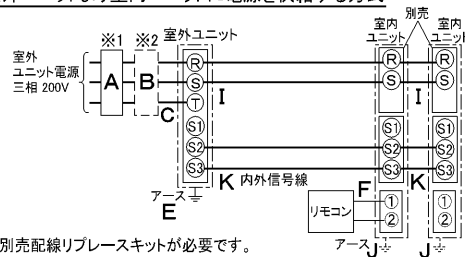 外ユニットより室内ユニットに電源を供給する方式
※1 ※2 室外ユニット 室内ユニット 別売 室内ユニット
室外
ユニット電源
三相 200V
A B C
R S T S1 S2 S3
I
K 内外信号線
アース
E
R S S1 S2 S3 ① ②
I
K
R S S1 S2 S3 ① ②
F
リモコン
アース J J
別売配線リプレースキットが必要です。